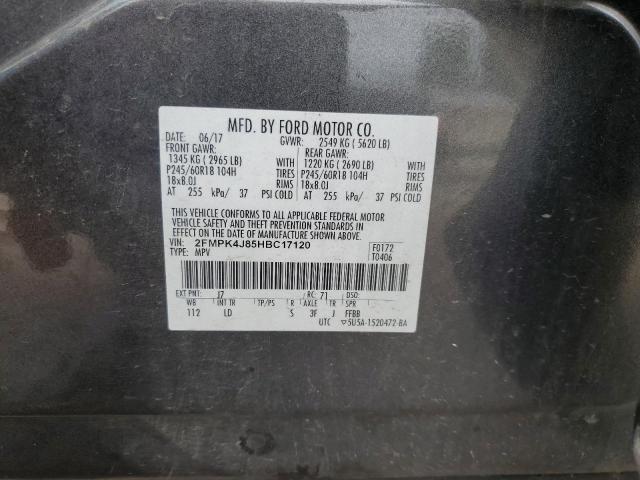 MFD. BY FORD MOTOR CO.
DATE: 06/17 GVWR: 2549 KG ( 5620 LB)
FRONT GAWR: REAR GAWR:
1345 KG ( 2965 LB) WITH 1220 KG ( 2690 LB) WITH
P245/60R18 104H TIRES P245/60R18 104H TIRES
18x8.0J RIMS 18x8.0J RIMS
AT 255 kPa/ 37 PSI COLD AT 255 kPa/ 37 PSI COLD
THIS VEHICLE CONFORMS TO ALL APPLICABLE FEDERAL MOTOR
VEHICLE SAFETY AND THEFT PREVENTION STANDARDS IN
EFFECT ON THE DATE OF MANUFACTURE SHOWN ABOVE.
VIN: 2FMPK4J85HBC17120 F0172
TYPE: MPV T0406
EXT PNT: J7 RC: 71 DSO:
WB INT TR TP/PS R AXLE TR SPR
112 LD S 3F J FFBB
UTC ▽5U5A-1520472-BA